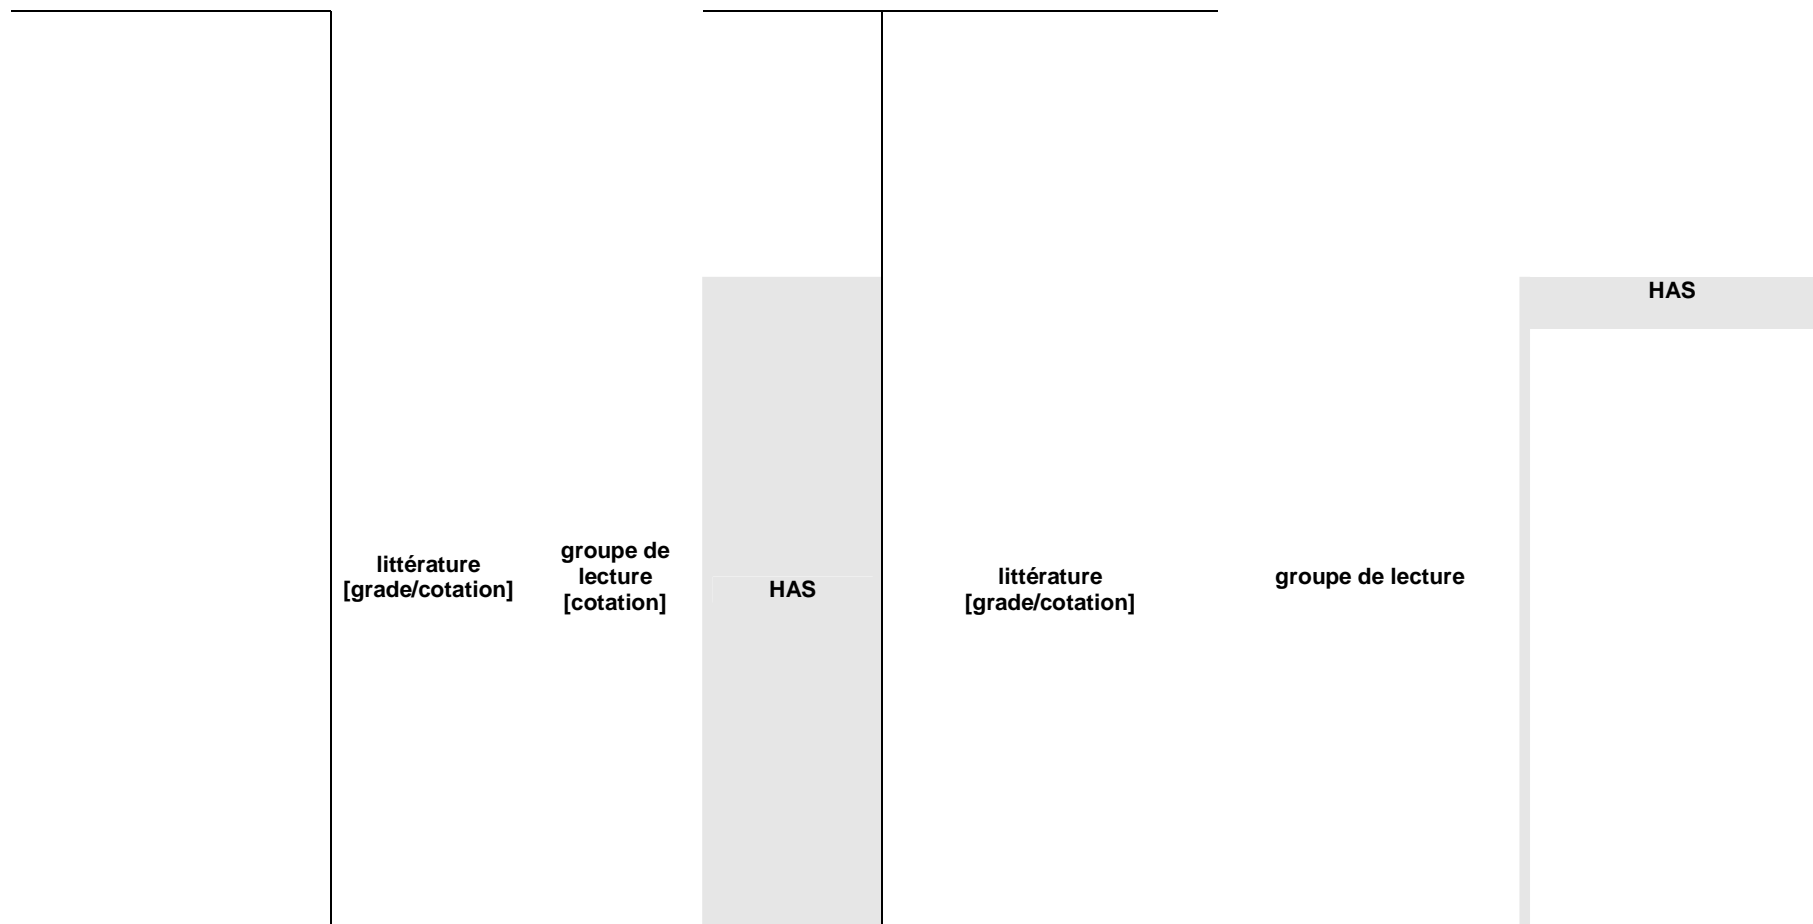 HAS
littérature
[grade/cotation]
groupe de
lecture
[cotation]
HAS
littérature
[grade/cotation]
groupe de lecture